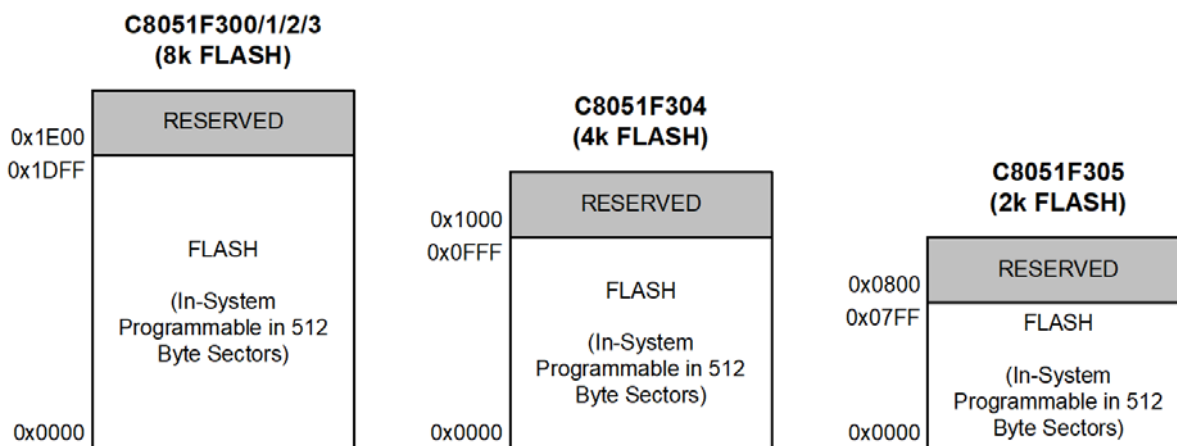 C8051F300/1/2/3
(8k FLASH)
RESERVED
0x1E00
0x1DFF
FLASH
(In-System
Programmable in 512
Byte Sectors)
0x0000
C8051F304
(4k FLASH)
RESERVED
0x1000
0x0FFF
FLASH
(In-System
Programmable in 512
Byte Sectors)
0x0000
C8051F305
(2k FLASH)
RESERVED
0x0800
0x07FF
FLASH
(In-System
Programmable in 512
Byte Sectors)
0x0000